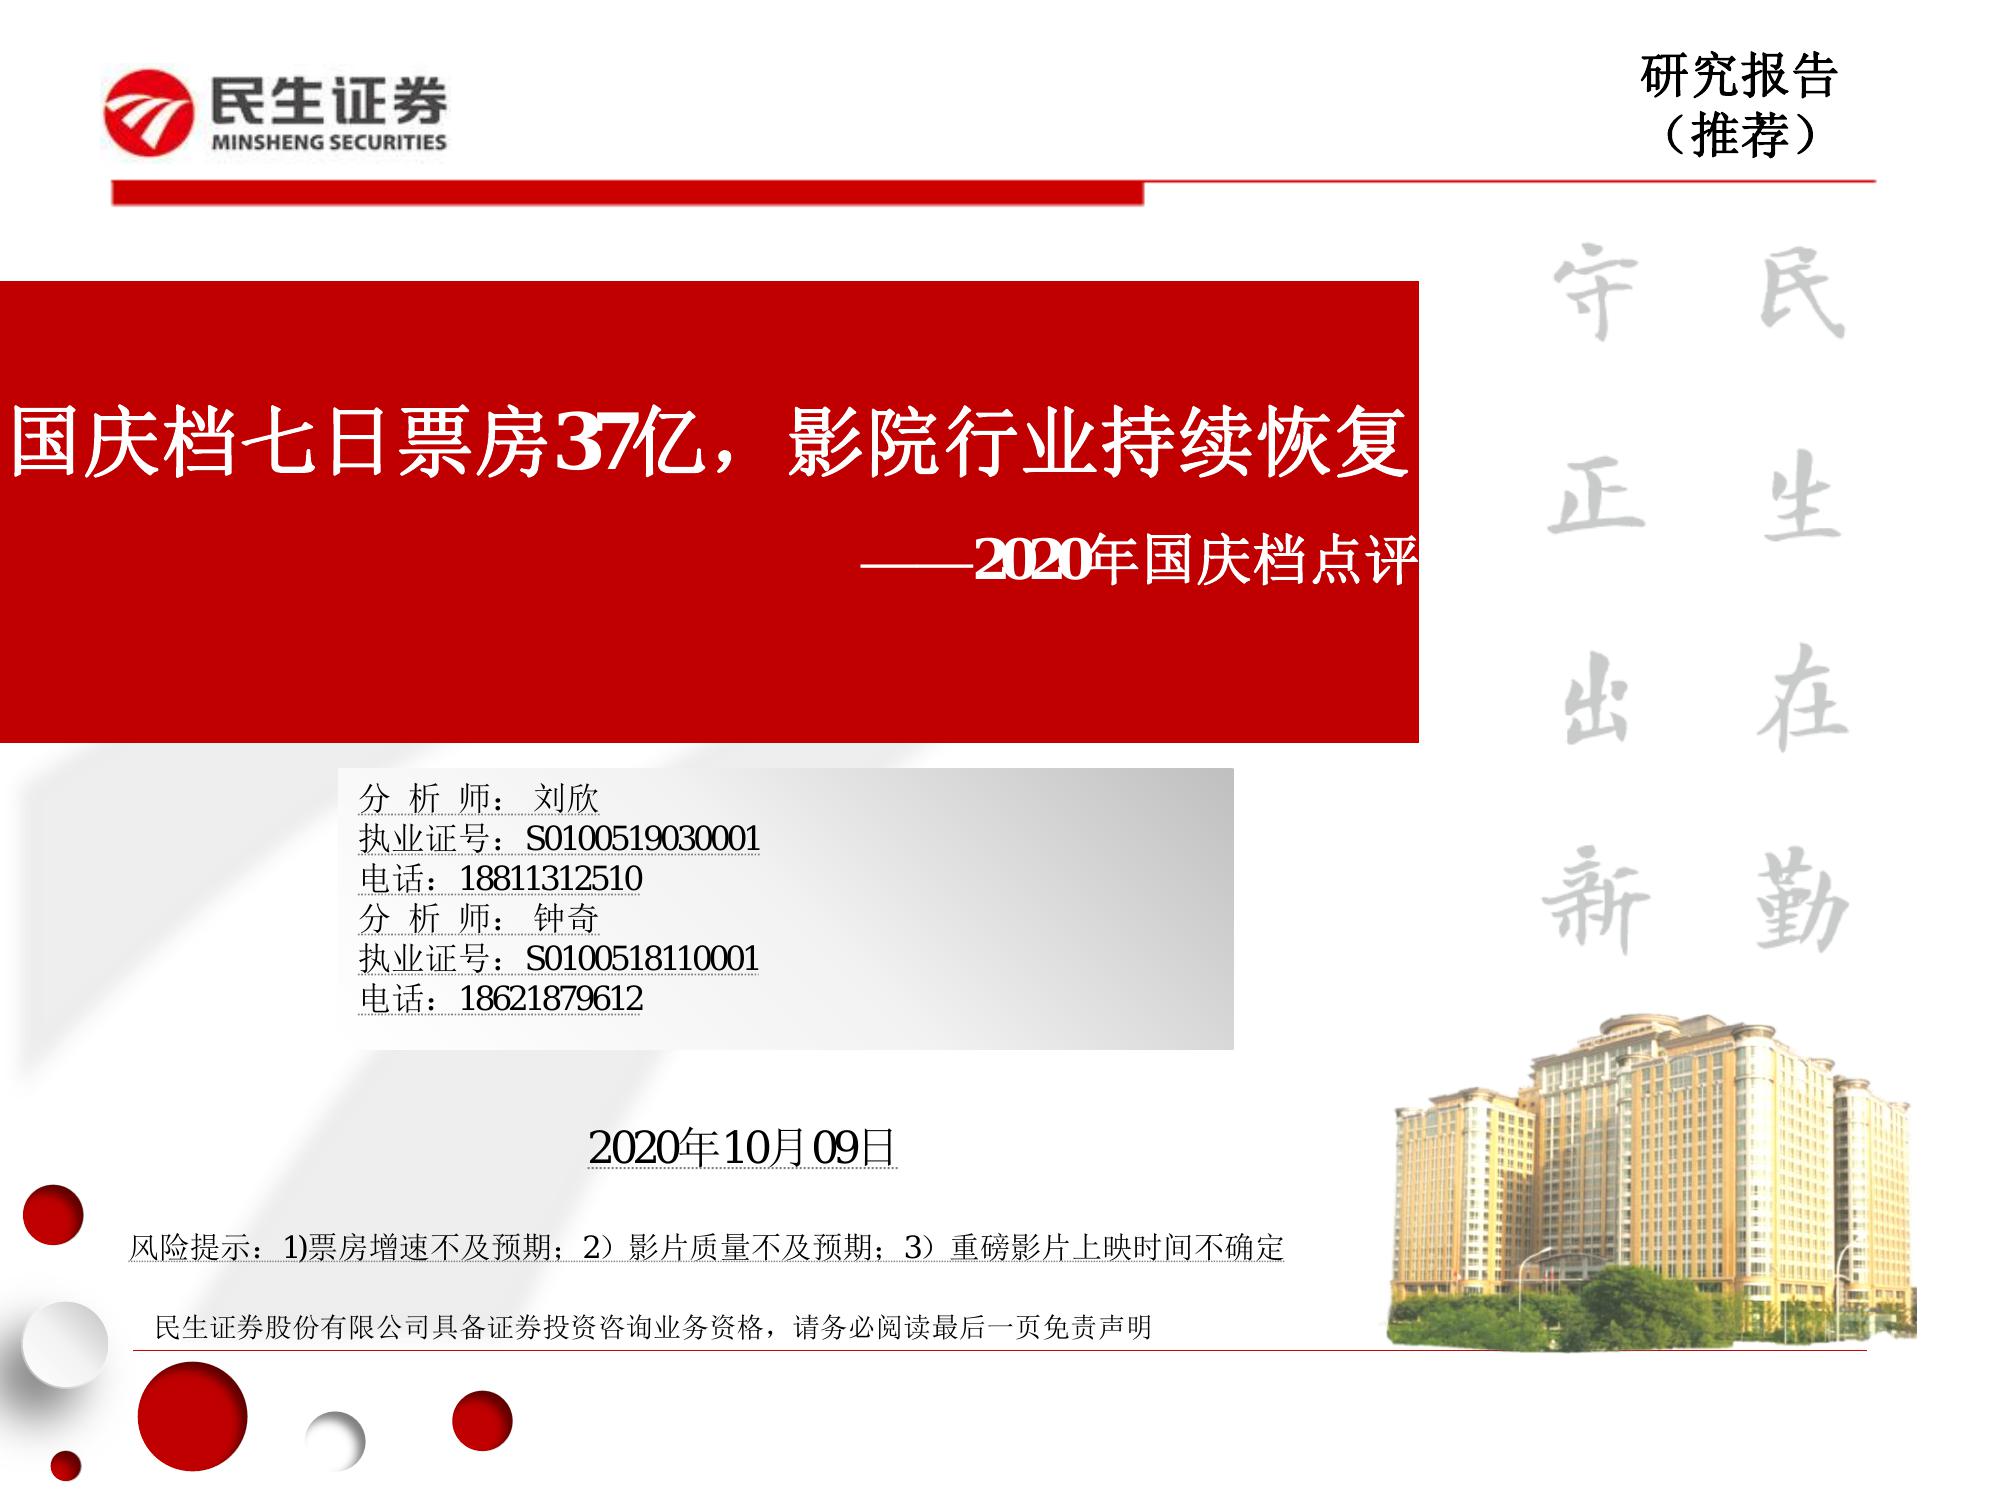 民生证券
MINSHENG SECURITIES
研究报告
（推荐）
国庆档七日票房37亿，影院行业持续恢复
——2020年国庆档点评
民生在勤
守正出新
分 析 师： 刘欣
执业证号：S0100519030001
电话：18811312510
分 析 师： 钟奇
执业证号：S0100518110001
电话：18621879612
2020年10月09日
风险提示：1)票房增速不及预期；2）影片质量不及预期；3）重磅影片上映时间不确定
民生证券股份有限公司具备证券投资咨询业务资格，请务必阅读最后一页免责声明